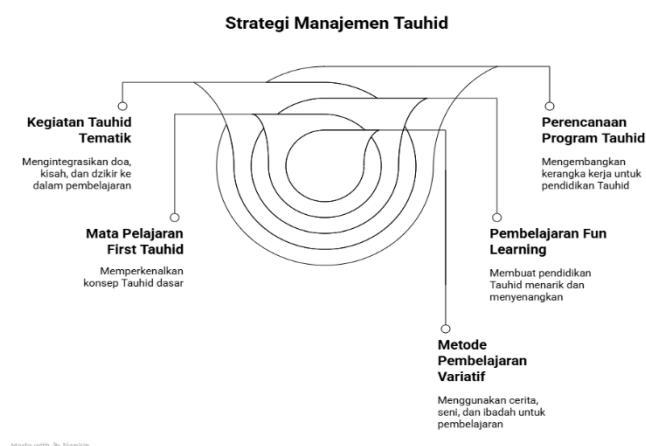 Strategi Manajemen Tauhid
Kegiatan Tauhid
Tematik
Mengintegrasikan doa,
kisah, dan dzikir ke
dalam pembelajaran
Mata Pelajaran
First Tauhid
Memperkenalkan
konsep Tauhid dasar
Perencanaan
Program Tauhid
Mengembangkan
kerangka kerja untuk
pendidikan Tauhid
Pembelajaran Fun
Learning
Membuat pendidikan
Tauhid menarik dan
menyenangkan
Metode
Pembelajaran
Variatif
Menggunakan cerita,
seni, dan ibadah untuk
pembelajaran